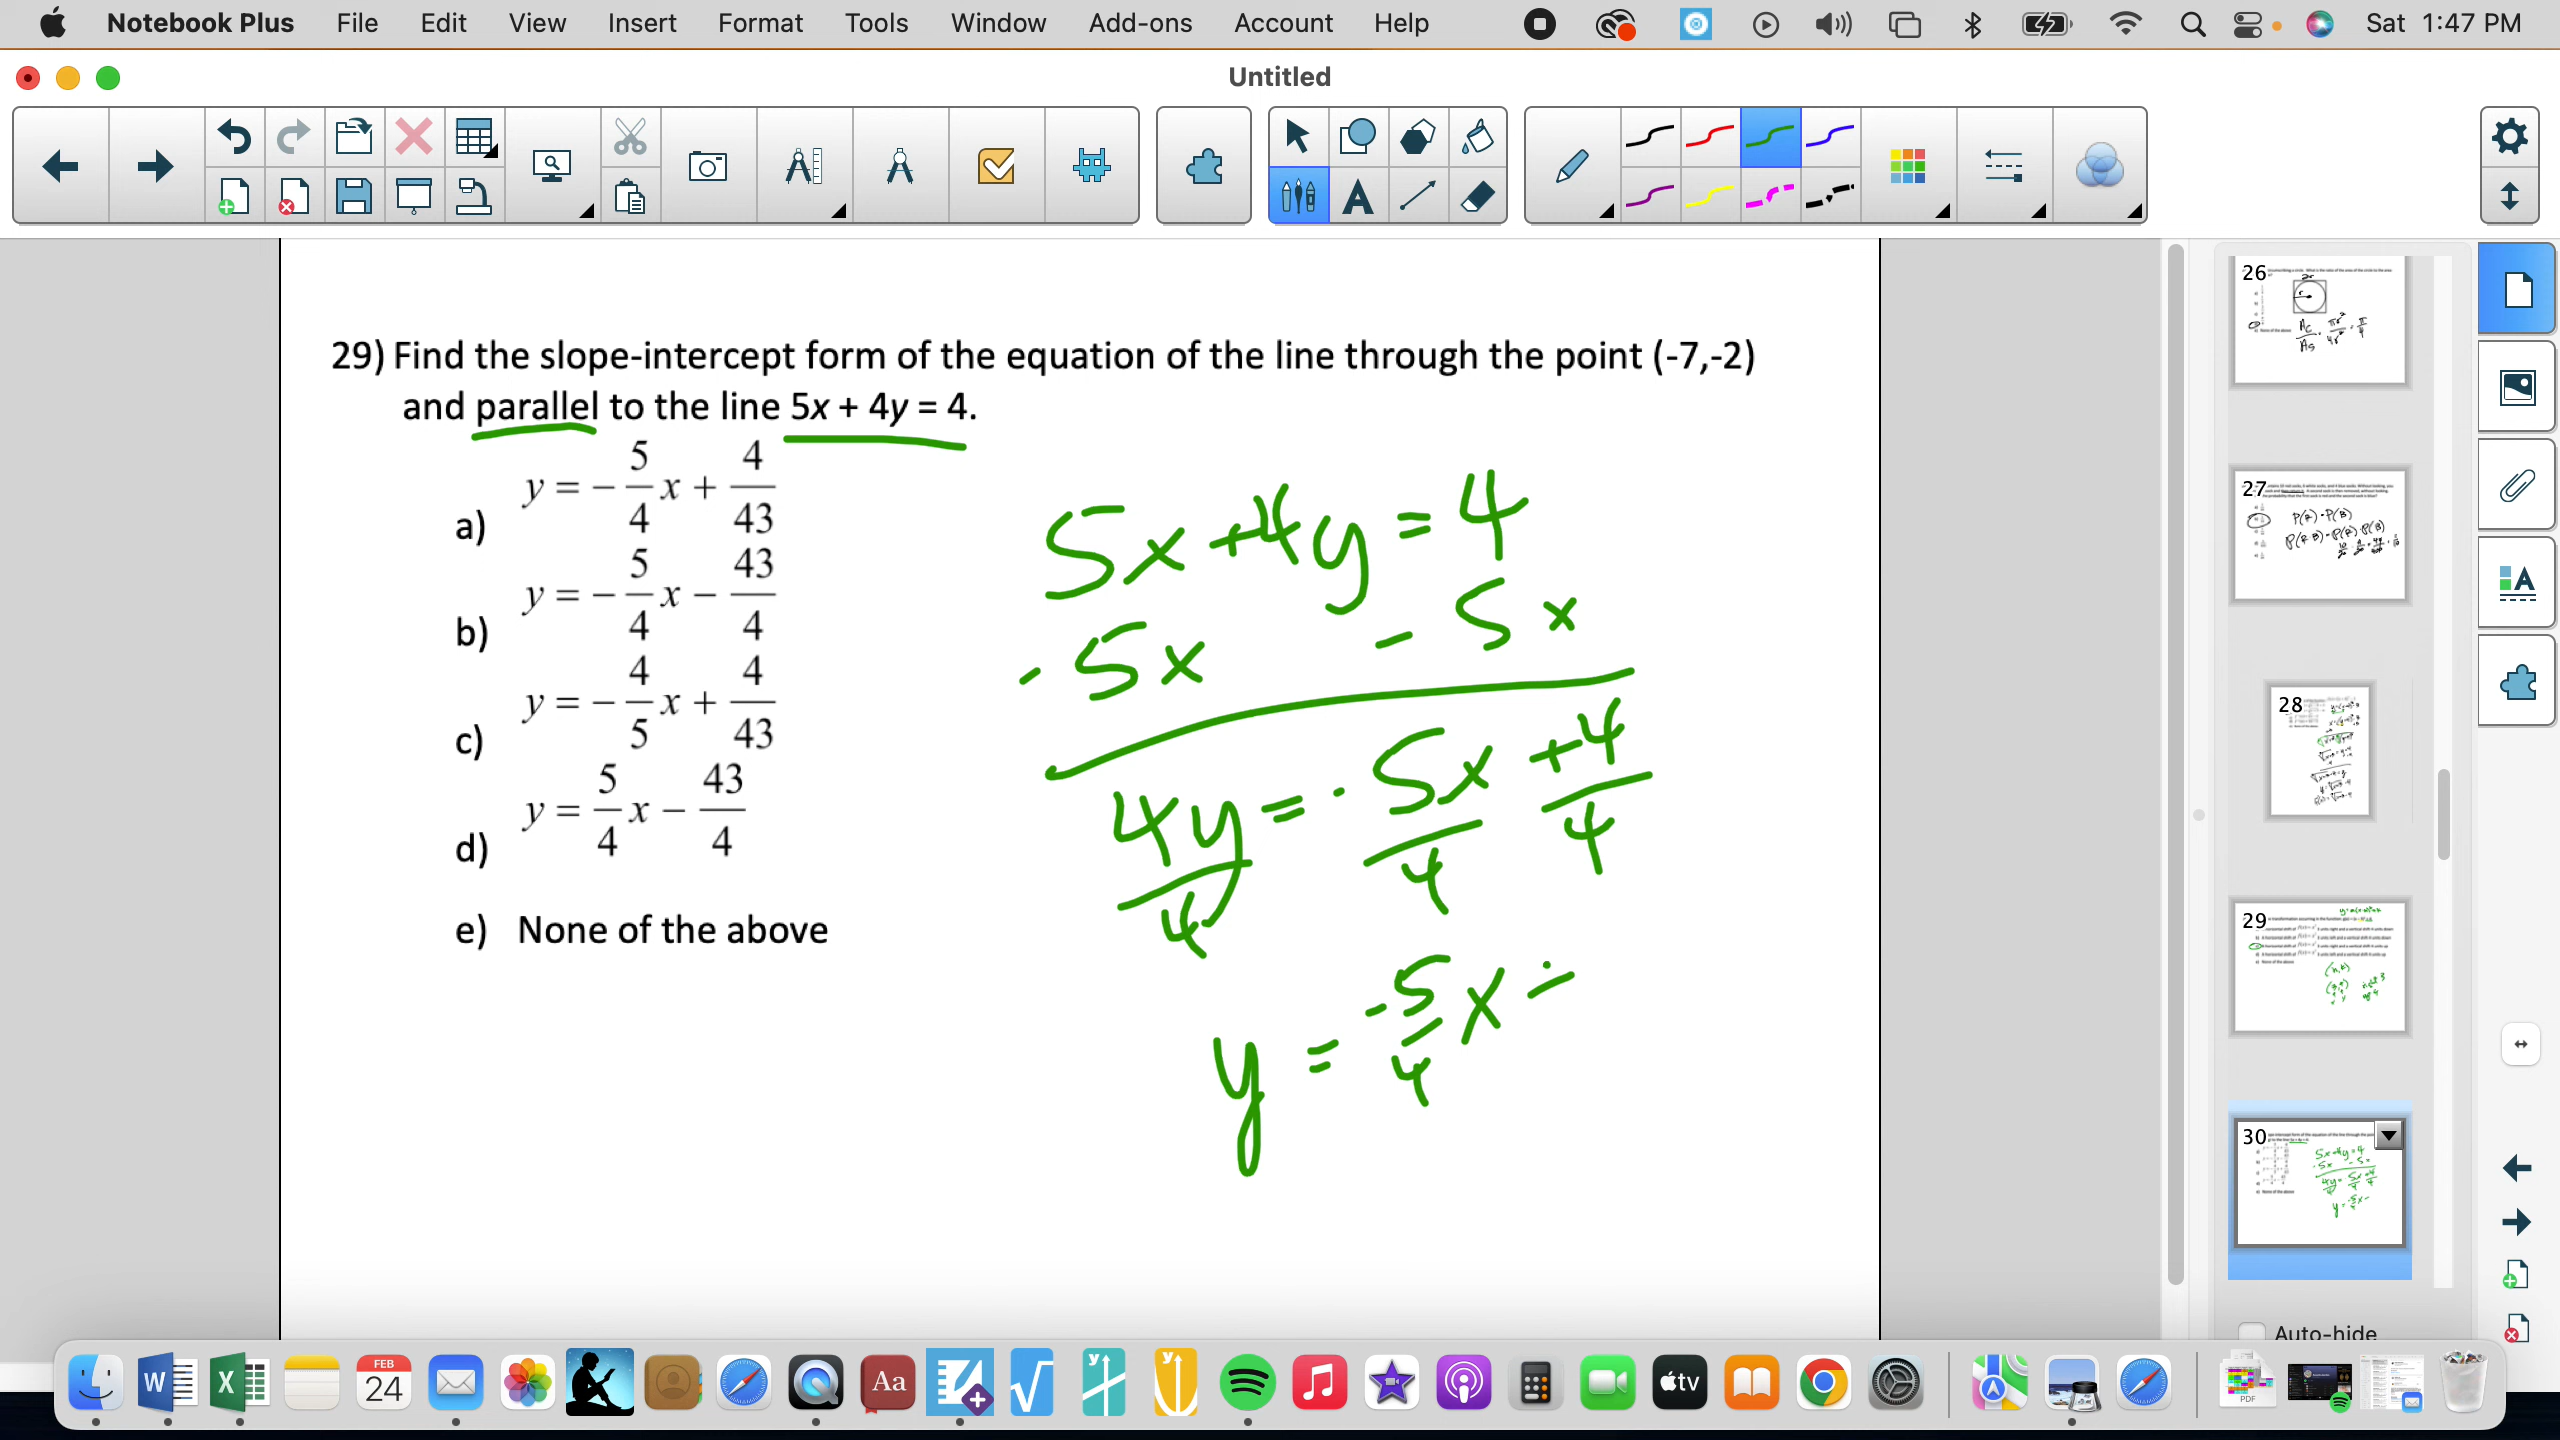 Notebook Plus File Edit View Insert Format Tools Window Add-ons Account Help Sat 1:47 PM
Untitled
29) Find the slope-intercept form of the equation of the line through the point (-7,-2)
and parallel to the line 5x + 4y = 4.
a) y = -5/4 x + 4/43
b) y = -5/4 x - 43/4
c) y = -4/5 x + 4/43
d) y = 5/4 x - 43/4
e) None of the above
5x +4y = 4
- 5x - 5x
4y/4 = -5x/4 +4/4
y = -5/4 x
26
27
28
29
30
Auto-hide
FEB
24
Aa
tv
PDF